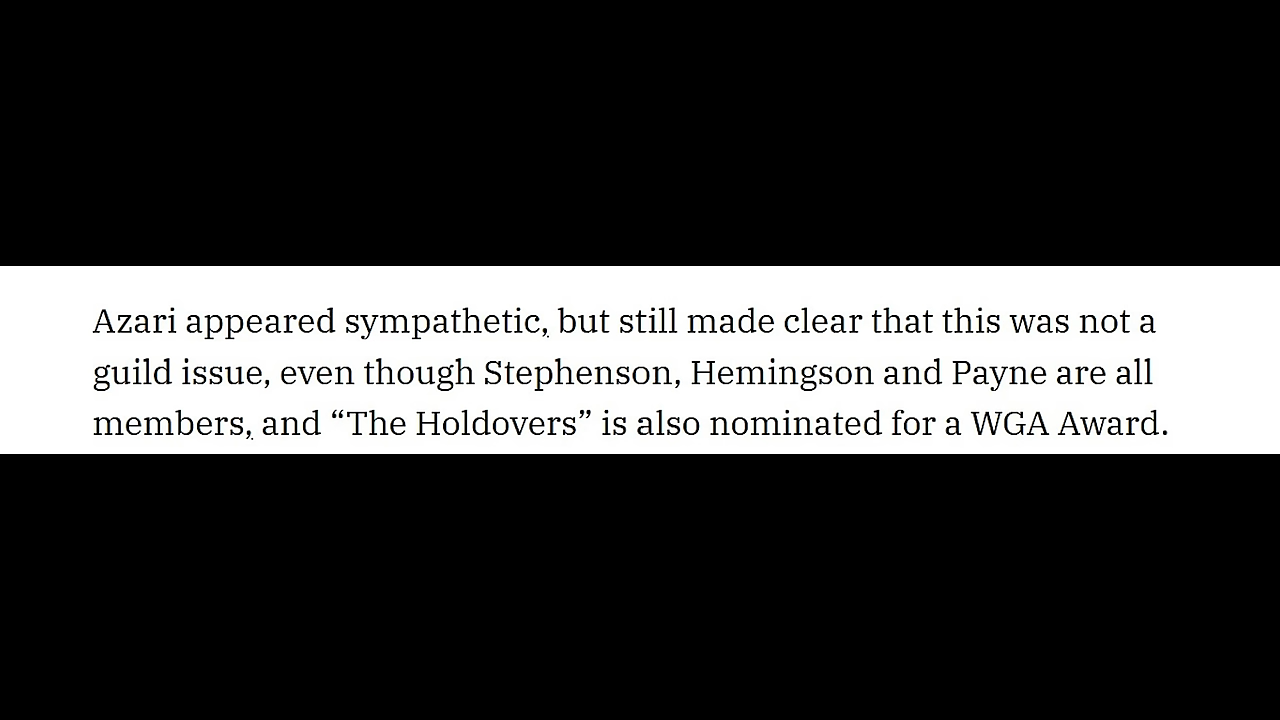 Azari appeared sympathetic, but still made clear that this was not a
guild issue, even though Stephenson, Hemingson and Payne are all
members, and “The Holdovers” is also nominated for a WGA Award.